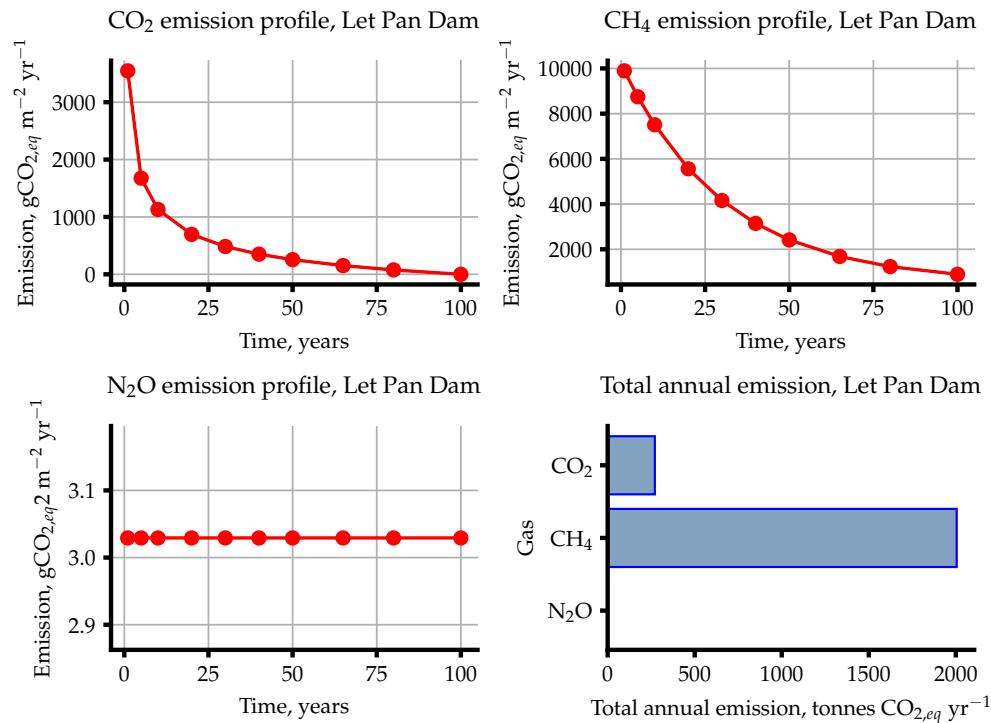 CO₂ emission profile, Let Pan Dam
Emission, gCO₂,eq m⁻² yr⁻¹
3000
2000
1000
0
0 25 50 75 100
Time, years
CH₄ emission profile, Let Pan Dam
Emission, gCO₂,eq m⁻² yr⁻¹
10000
8000
6000
4000
2000
0 25 50 75 100
Time, years
N₂O emission profile, Let Pan Dam
Emission, gCO₂,eq2 m⁻² yr⁻¹
3.1
3.0
2.9
0 25 50 75 100
Time, years
Total annual emission, Let Pan Dam
Gas
CO₂
CH₄
N₂O
0 500 1000 1500 2000
Total annual emission, tonnes CO₂,eq yr⁻¹